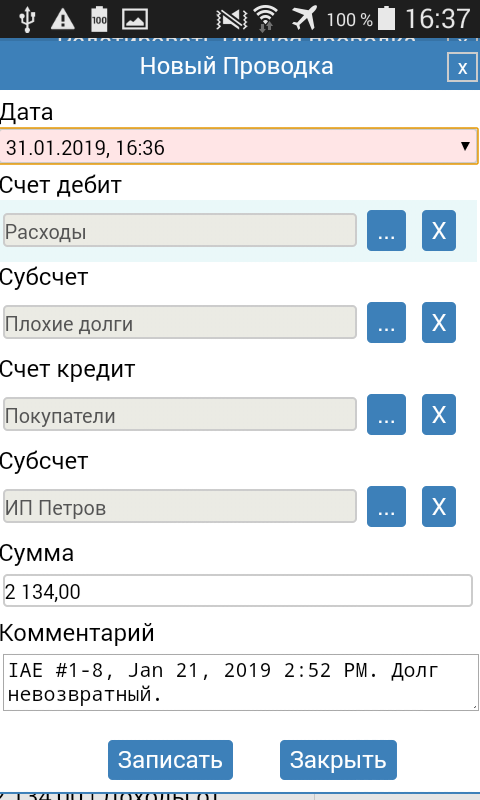 100 % 16:37
Новый Проводка
x
Дата
31.01.2019, 16:36
Счет дебит
Расходы ... X
Субсчет
Плохие долги ... X
Счет кредит
Покупатели ... X
Субсчет
ИП Петров ... X
Сумма
2 134,00
Комментарий
IAE #1-8, Jan 21, 2019 2:52 PM. Долг
невозвратный.
Записать Закрыть